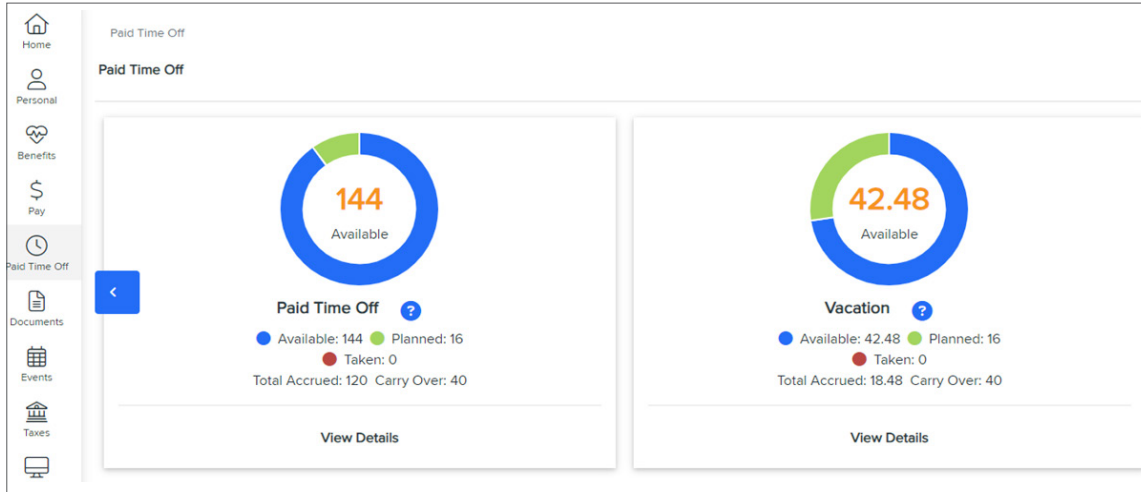 Home
Personal
Benefits
Pay
Paid Time Off
Documents
Events
Taxes
Paid Time Off
Paid Time Off
144
Available
Paid Time Off ?
Available: 144 Planned: 16
Taken: 0
Total Accrued: 120 Carry Over: 40
View Details
42.48
Available
Vacation ?
Available: 42.48 Planned: 16
Taken: 0
Total Accrued: 18.48 Carry Over: 40
View Details